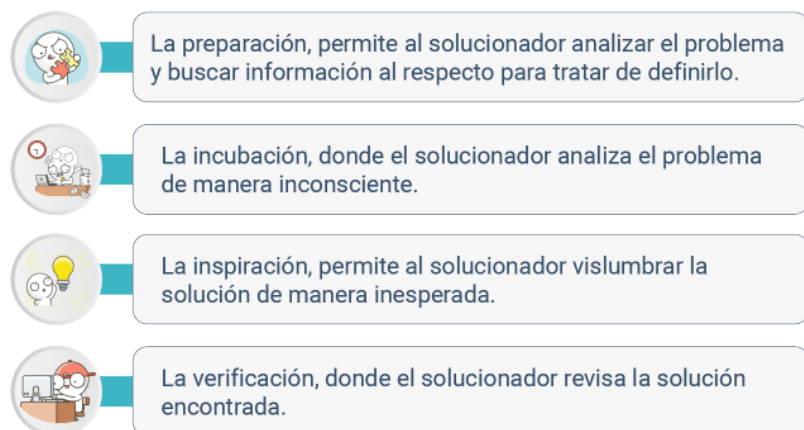 La preparación, permite al solucionador analizar el problema
y buscar información al respecto para tratar de definirlo.
La incubación, donde el solucionador analiza el problema
de manera inconsciente.
La inspiración, permite al solucionador vislumbrar la
solución de manera inesperada.
La verificación, donde el solucionador revisa la solución
encontrada.